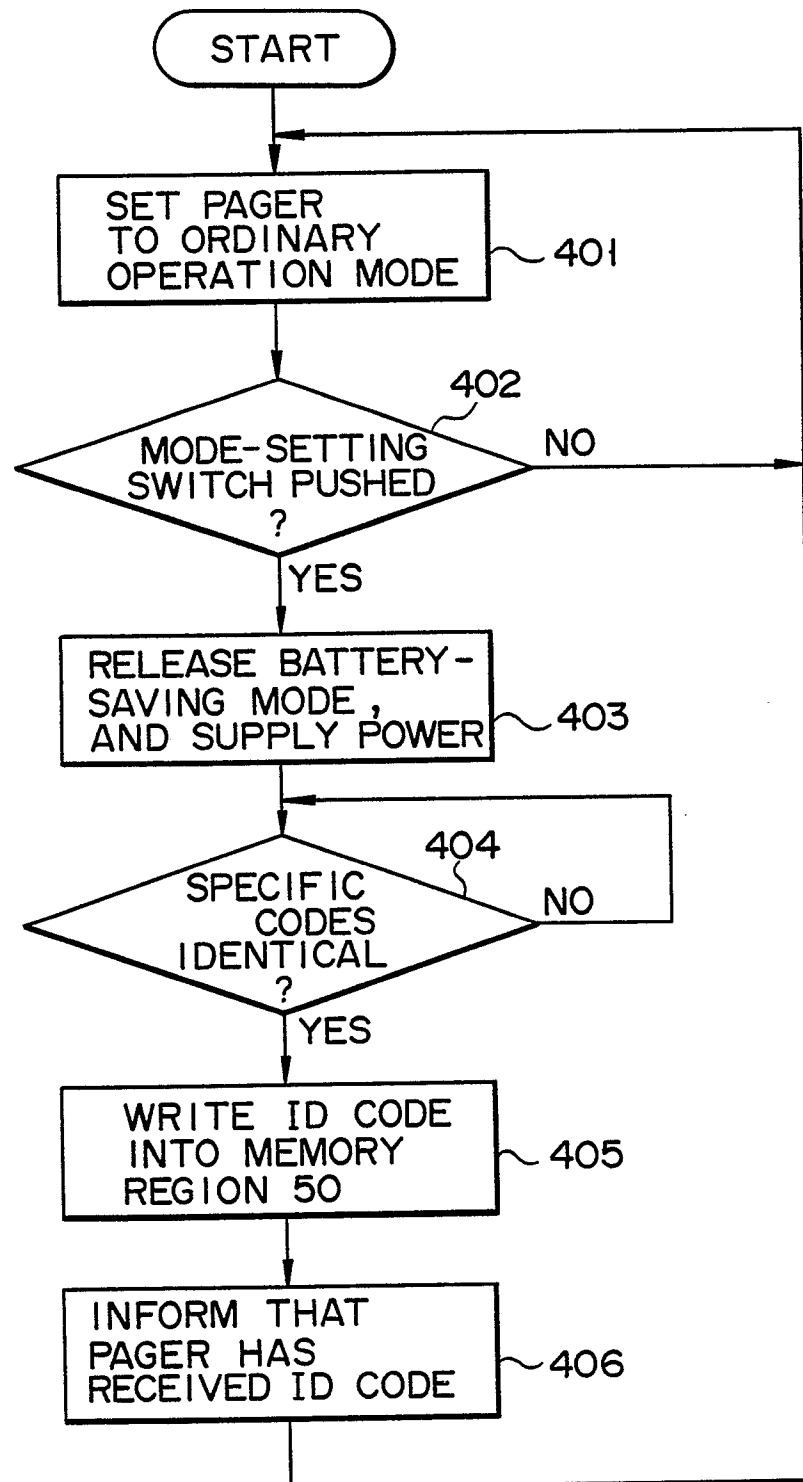 START
SET PAGER
TO ORDINARY
OPERATION MODE
401
402
MODE-SETTING
SWITCH PUSHED
?
NO
YES
RELEASE BATTERY-
SAVING MODE,
AND SUPPLY POWER
403
404
SPECIFIC
CODES
IDENTICAL
?
NO
YES
WRITE ID CODE
INTO MEMORY
REGION 50
405
INFORM THAT
PAGER HAS
RECEIVED ID CODE
406